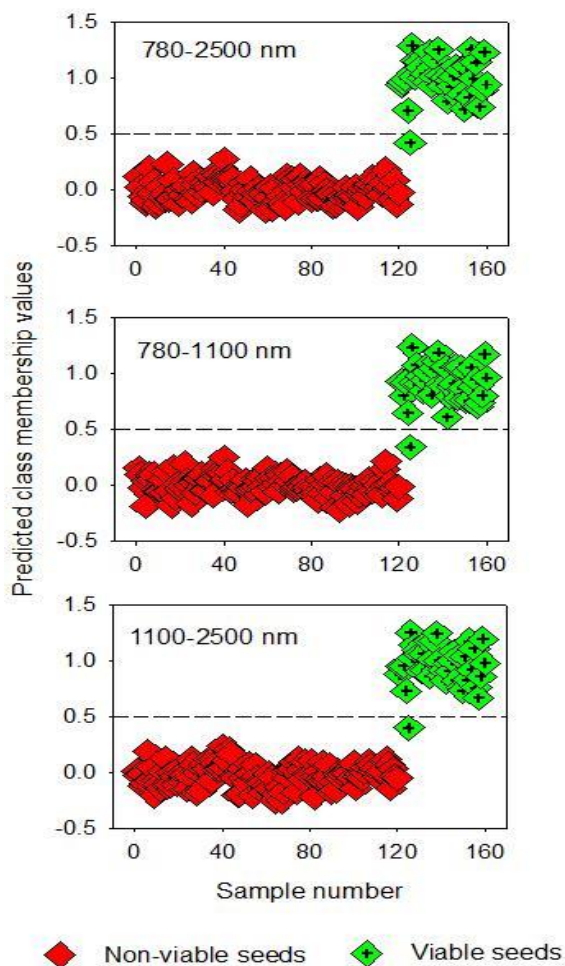 1.5
780-2500 nm
1.0
0.5
0.0
-0.5
0 40 80 120 160
1.5
780-1100 nm
1.0
0.5
0.0
-0.5
0 40 80 120 160
1.5
1100-2500 nm
1.0
0.5
0.0
-0.5
0 40 80 120 160
Predicted class membership values
Sample number
Non-viable seeds Viable seeds